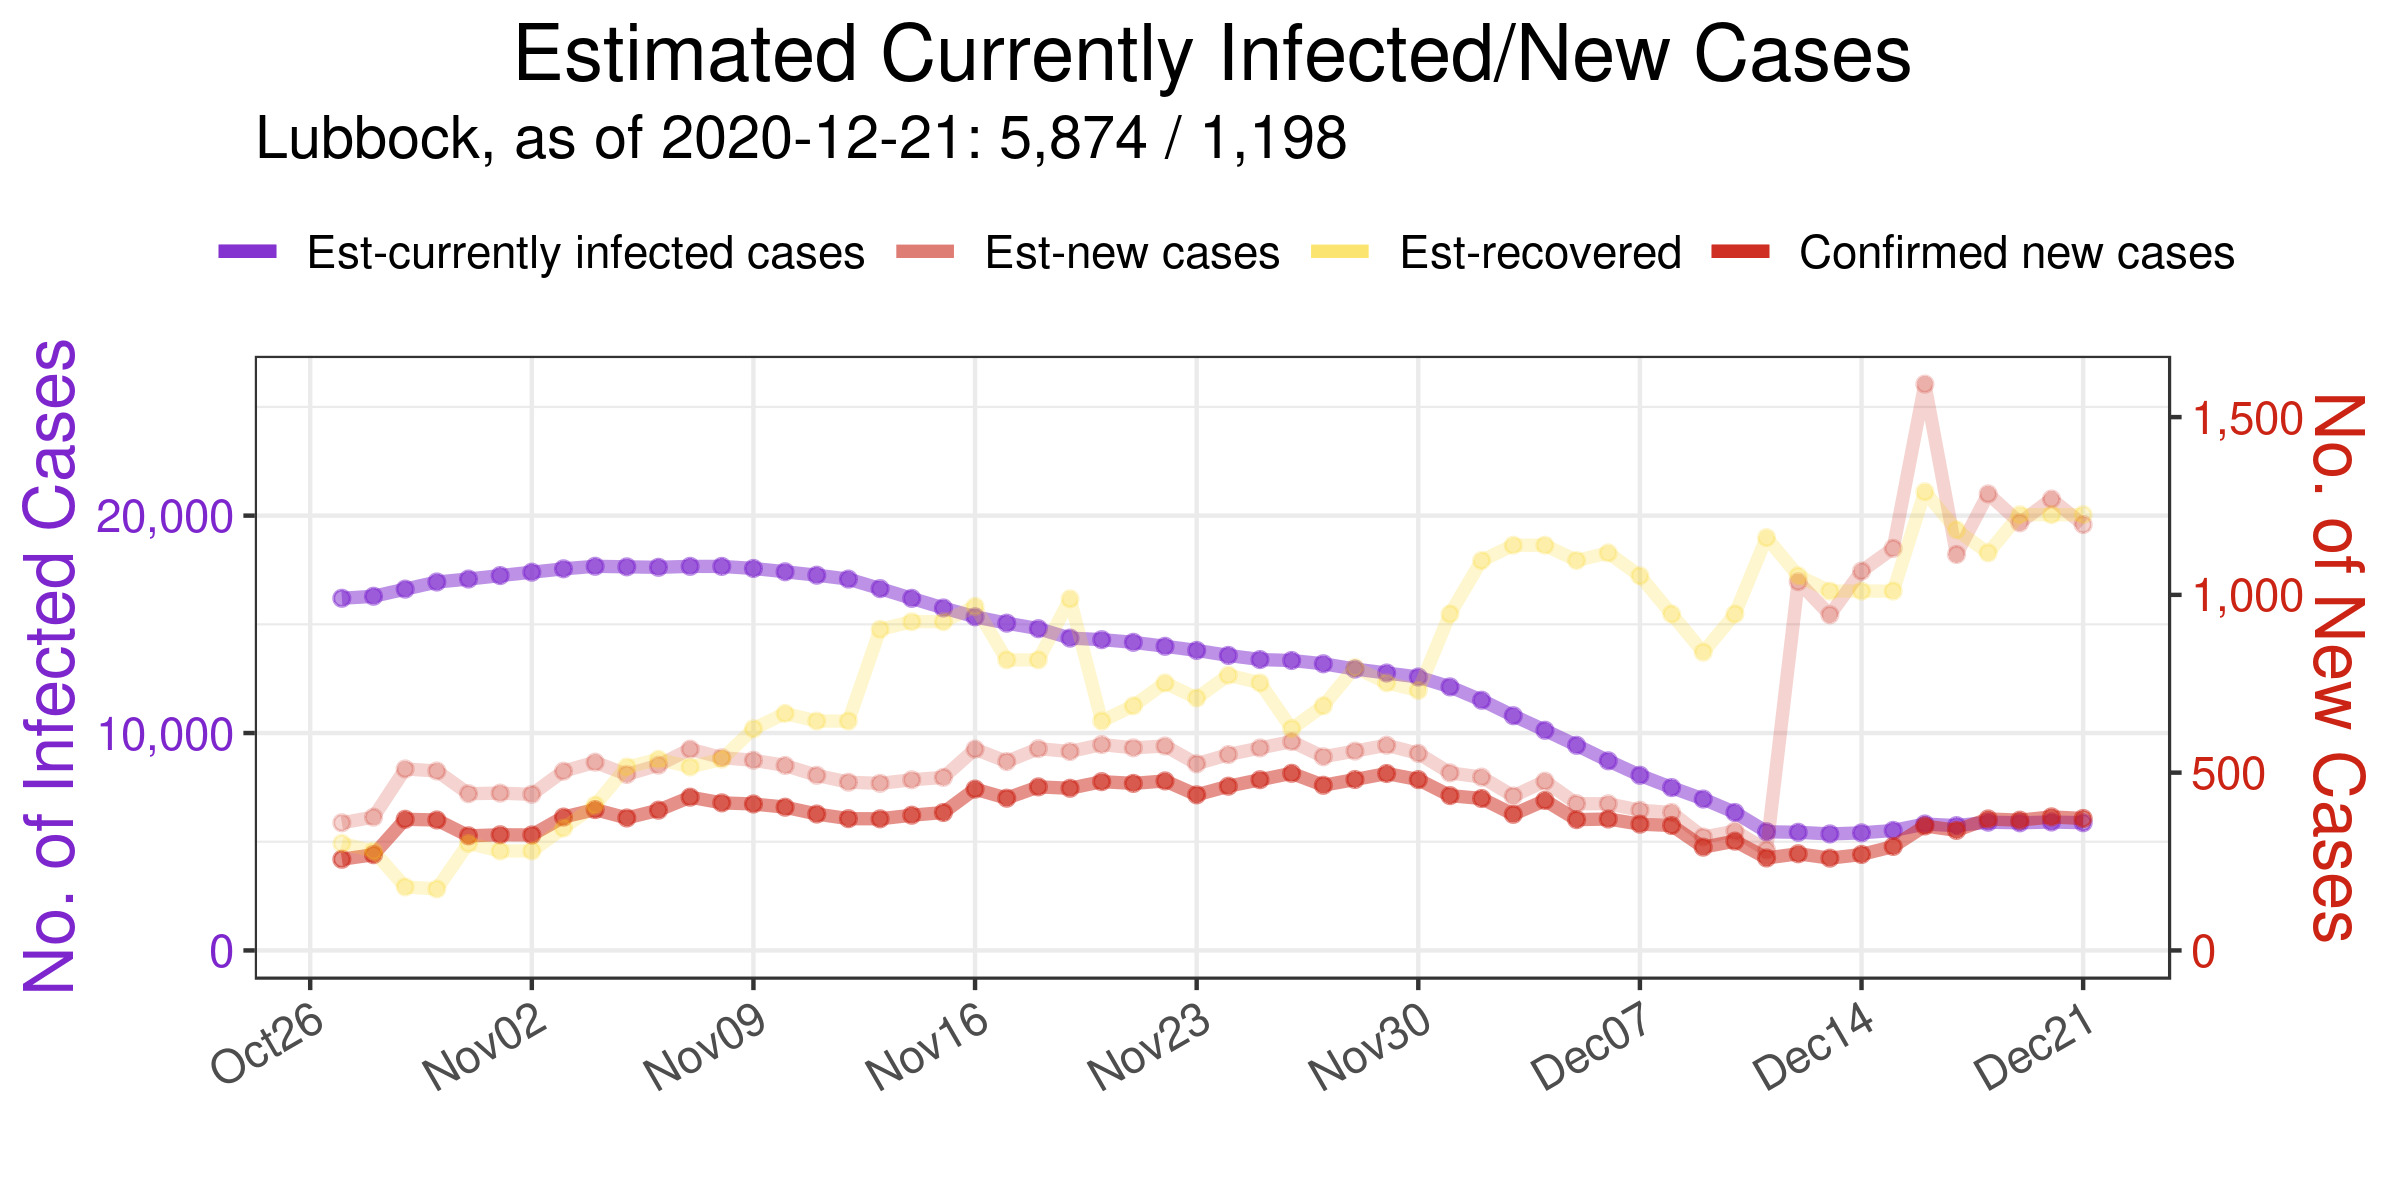 Estimated Currently Infected/New Cases
Lubbock, as of 2020-12-21: 5,874 / 1,198
Est-currently infected cases Est-new cases Est-recovered Confirmed new cases
No. of Infected Cases
20,000
10,000
0
1,500
1,000
500
0
No. of New Cases
Oct26 Nov02 Nov09 Nov16 Nov23 Nov30 Dec07 Dec14 Dec21